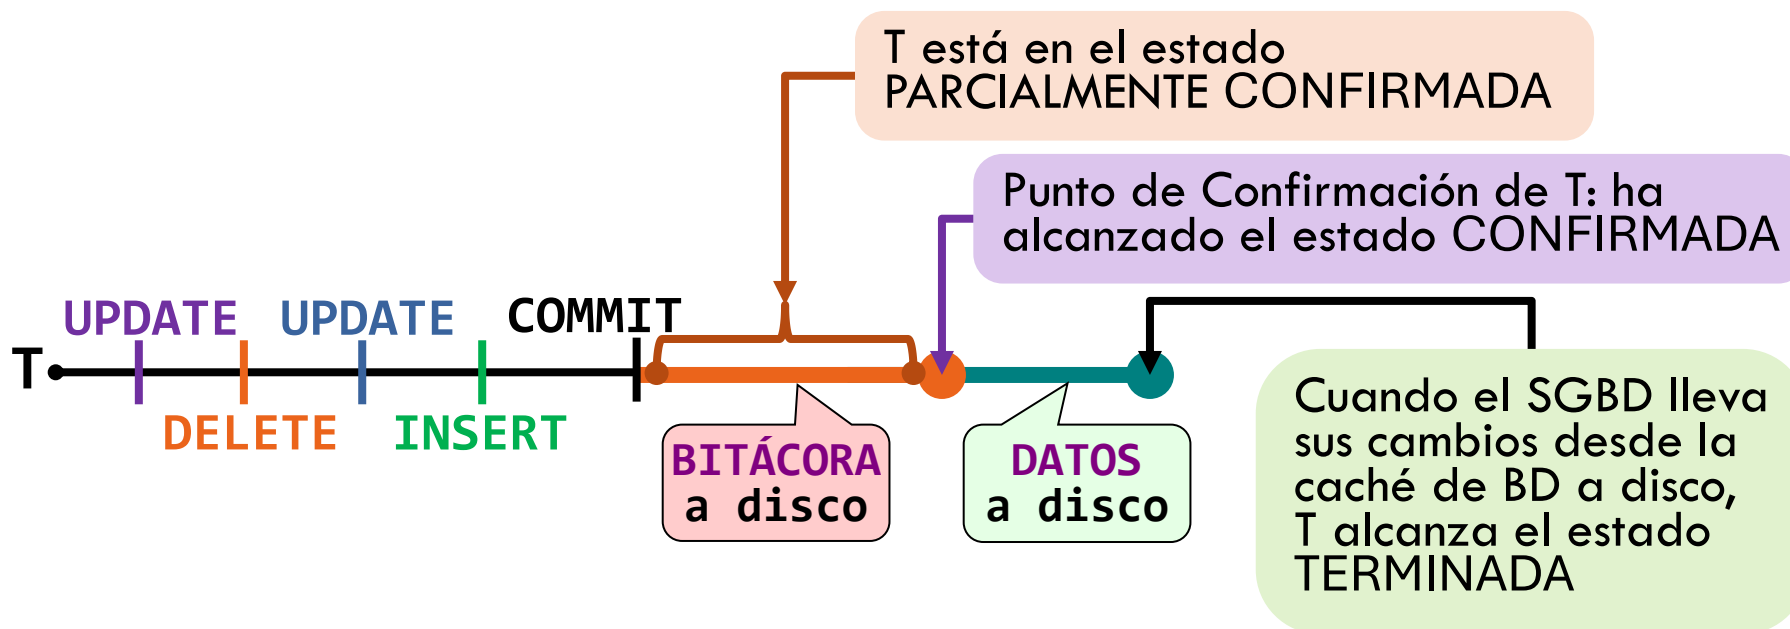 T está en el estado
PARCIALMENTE CONFIRMADA
Punto de Confirmación de T: ha
alcanzado el estado CONFIRMADA
UPDATE
UPDATE
COMMIT
T
DELETE
INSERT
BITÁCORA
a disco
DATOS
a disco
Cuando el SGBD lleva
sus cambios desde la
caché de BD a disco,
T alcanza el estado
TERMINADA